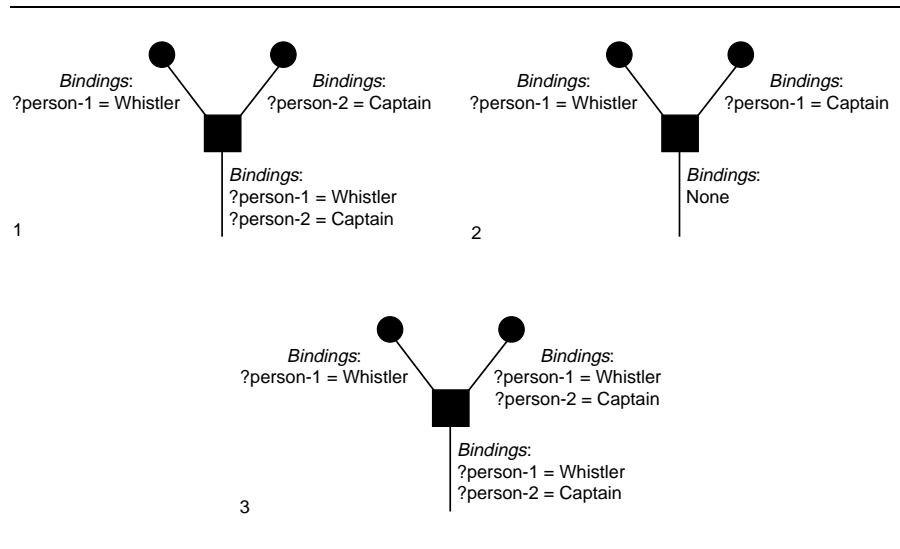 Bindings:
?person-1 = Whistler
Bindings:
?person-2 = Captain
Bindings:
?person-1 = Whistler
?person-2 = Captain
1
Bindings:
?person-1 = Whistler
Bindings:
?person-1 = Captain
Bindings:
None
2
Bindings:
?person-1 = Whistler
Bindings:
?person-1 = Whistler
?person-2 = Captain
Bindings:
?person-1 = Whistler
?person-2 = Captain
3